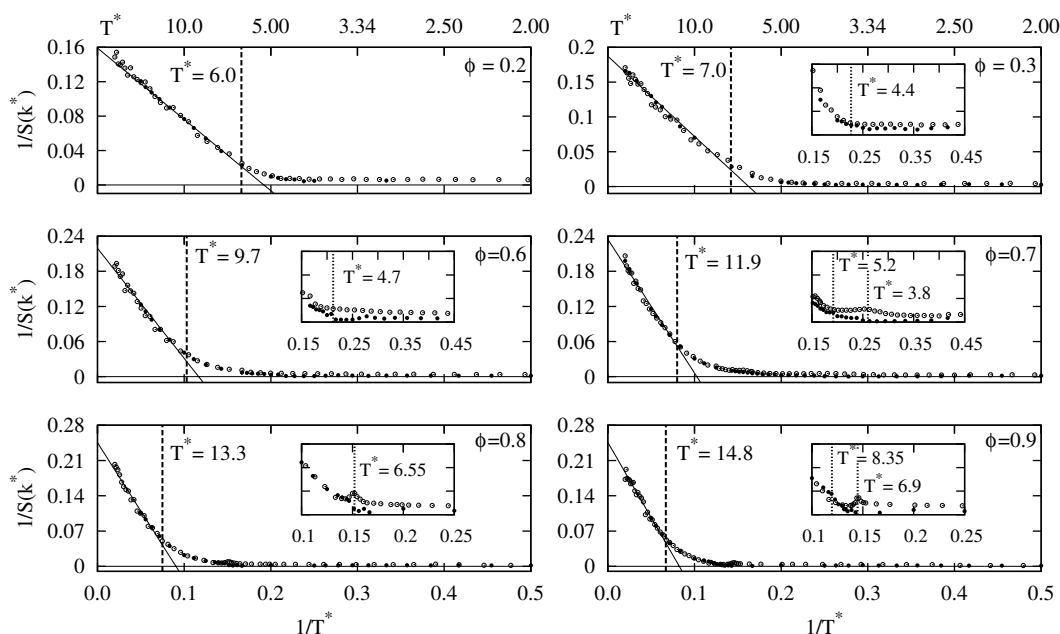 T* 10.0 5.00 3.34 2.50 2.00
T* 10.0 5.00 3.34 2.50 2.00
1/S(k*)
0.16
0.12
0.08
0.04
0
T* = 6.0
ϕ = 0.2
1/S(k*)
0.2
0.15
0.1
0.05
0
T* = 7.0
ϕ = 0.3
T* = 4.4
0.15 0.25 0.35 0.45
1/S(k*)
0.24
0.18
0.12
0.06
0.00
T* = 9.7
ϕ=0.6
T* = 4.7
0.15 0.25 0.35 0.45
1/S(k*)
0.24
0.18
0.12
0.06
0.00
T* = 11.9
ϕ=0.7
T* = 5.2
T* = 3.8
0.15 0.25 0.35 0.45
1/S(k*)
0.28
0.21
0.14
0.07
0.00
T* = 13.3
ϕ=0.8
T* = 6.55
0.1 0.15 0.2 0.25
0.0 0.1 0.2 0.3 0.4 0.5
1/T*
1/S(k*)
0.28
0.21
0.14
0.07
0.00
T* = 14.8
ϕ=0.9
T* = 8.35
T* = 6.9
0.1 0.15 0.2 0.25
0.0 0.1 0.2 0.3 0.4 0.5
1/T*